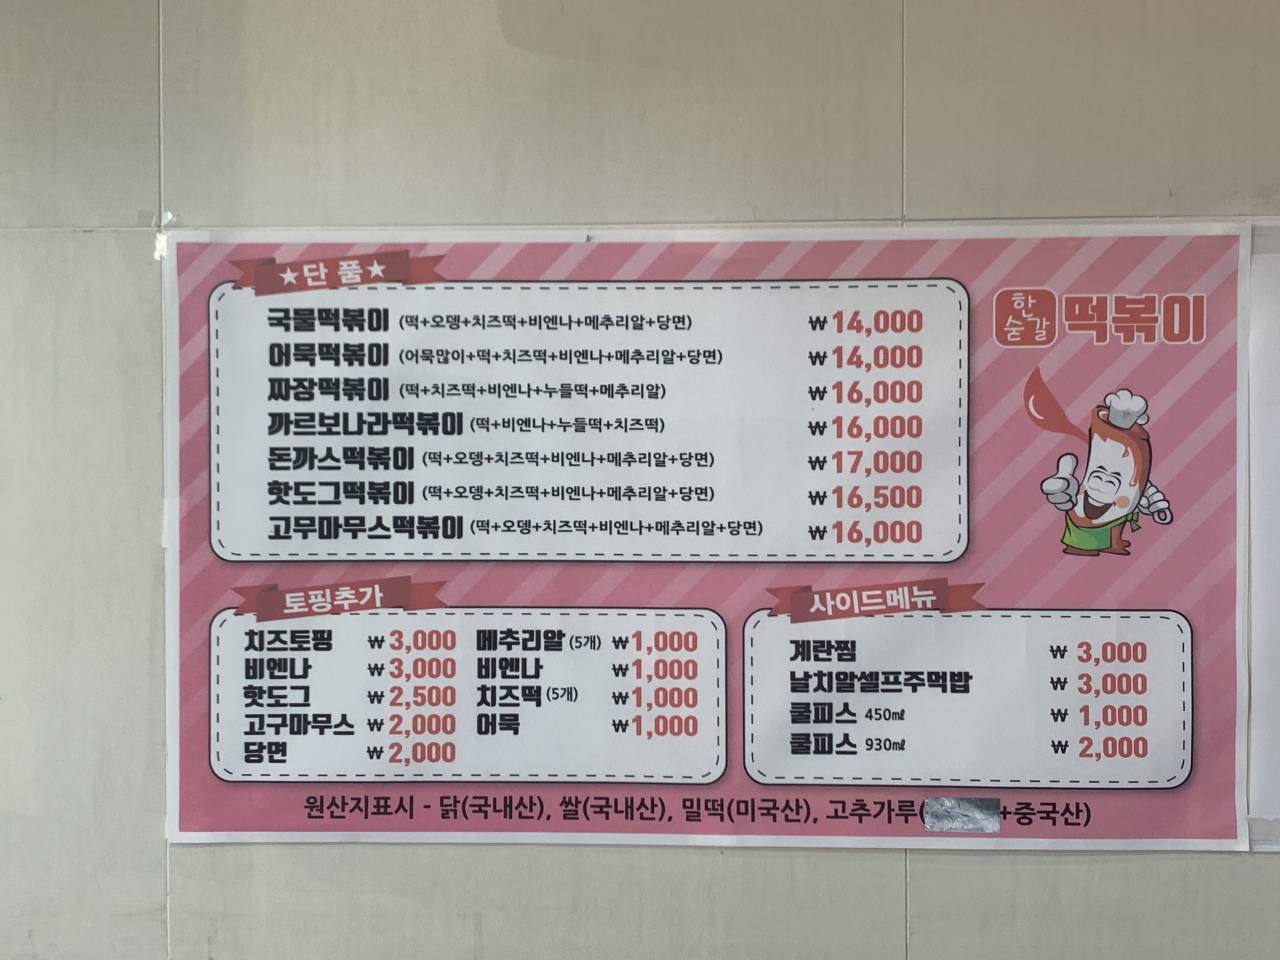 ★단 품★
국물떡볶이 (떡+오뎅+치즈떡+비엔나+메추리알+당면) ₩14,000
어묵떡볶이 (어묵많이+떡+치즈떡+비엔나+메추리알+당면) ₩14,000
짜장떡볶이 (떡+치즈떡+비엔나+누들떡+메추리알) ₩16,000
까르보나라떡볶이 (떡+비엔나+누들떡+치즈떡) ₩16,000
돈까스떡볶이 (떡+오뎅+치즈떡+비엔나+메추리알+당면) ₩17,000
핫도그떡볶이 (떡+오뎅+치즈떡+비엔나+메추리알+당면) ₩16,500
고무마무스떡볶이 (떡+오뎅+치즈떡+비엔나+메추리알+당면) ₩16,000
한숟갈 떡볶이
토핑추가
치즈토핑 ₩3,000 메추리알 (5개) ₩1,000
비엔나 ₩3,000 비엔나 ₩1,000
핫도그 ₩2,500 치즈떡 (5개) ₩1,000
고구마무스 ₩2,000 어묵 ₩1,000
당면 ₩2,000
사이드메뉴
계란찜 ₩ 3,000
날치알셀프주먹밥 ₩ 3,000
쿨피스 450㎖ ₩ 1,000
쿨피스 930㎖ ₩ 2,000
원산지표시 - 닭(국내산), 쌀(국내산), 밀떡(미국산), 고추가루( +중국산)